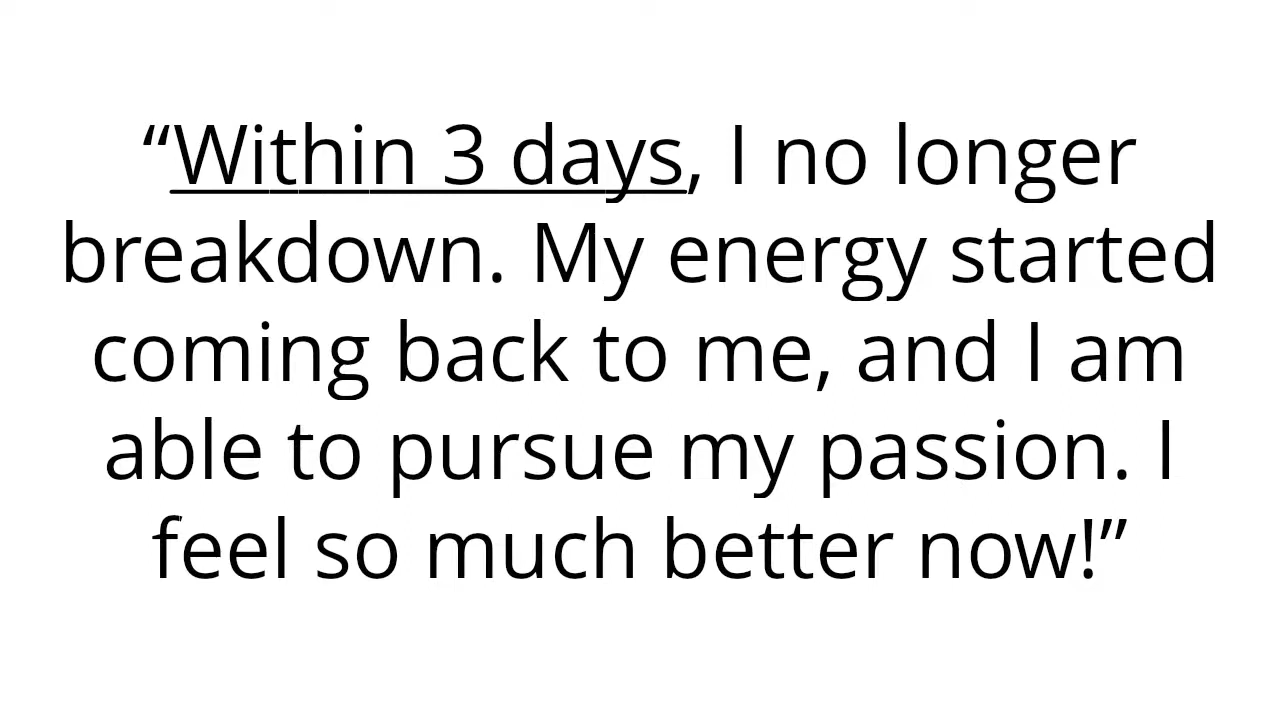 “Within 3 days, I no longer
breakdown. My energy started
coming back to me, and I am
able to pursue my passion. I
feel so much better now!”